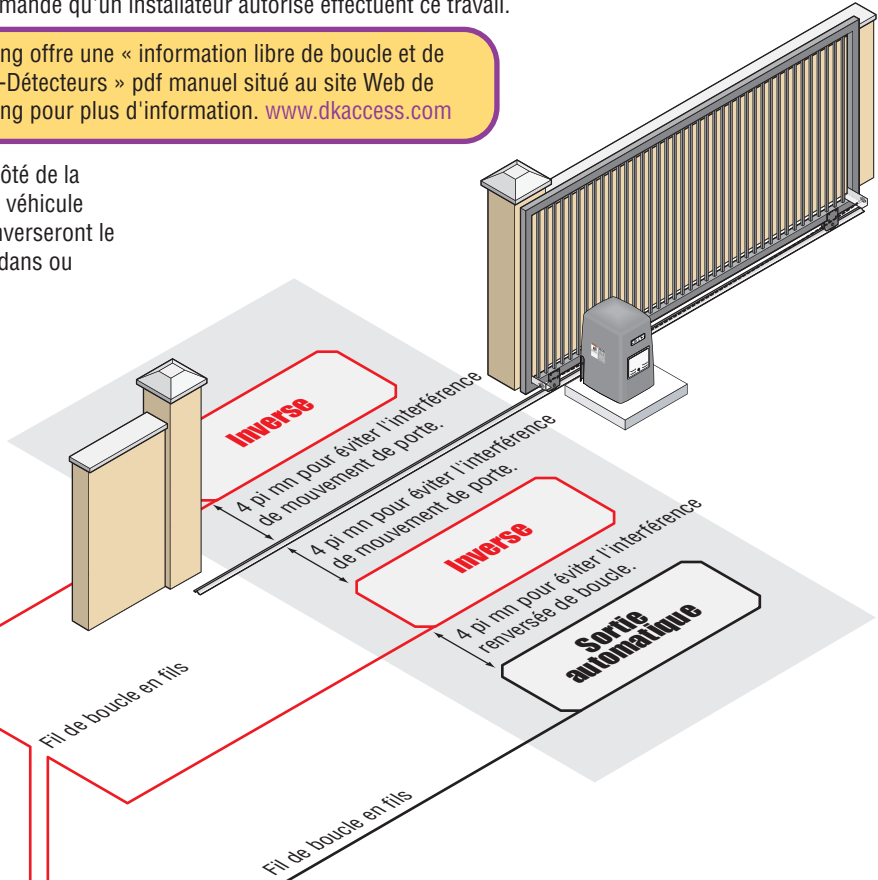 mandé qu'un installateur autorisé effectuent ce travail.
ng offre une « information libre de boucle et de
-Détecteurs » pdf manuel situé au site Web de
ng pour plus d'information. www.dkaccess.com
ôté de la
véhicule
nverseront le
dans ou
Inverse
4 pi mn pour éviter l'interférence
de mouvement de porte.
4 pi mn pour éviter l'interférence
de mouvement de porte.
Inverse
4 pi mn pour éviter l'interférence
renversée de boucle.
Sortie
automatique
Fil de boucle en fils
Fil de boucle en fils